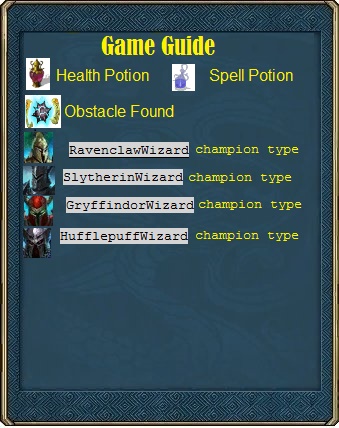 Game Guide
Health Potion Spell Potion
Obstacle Found
RavenclawWizard champion type
SlytherinWizard champion type
GryffindorWizard champion type
HufflepuffWizard champion type